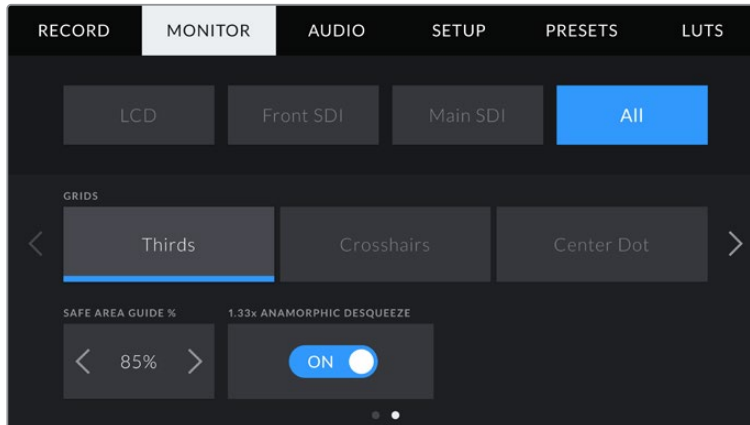 RECORD MONITOR AUDIO SETUP PRESETS LUTS
LCD Front SDI Main SDI All
GRIDS
Thirds Crosshairs Center Dot
SAFE AREA GUIDE % 1.33x ANAMORPHIC DESQUEEZE
85% ON